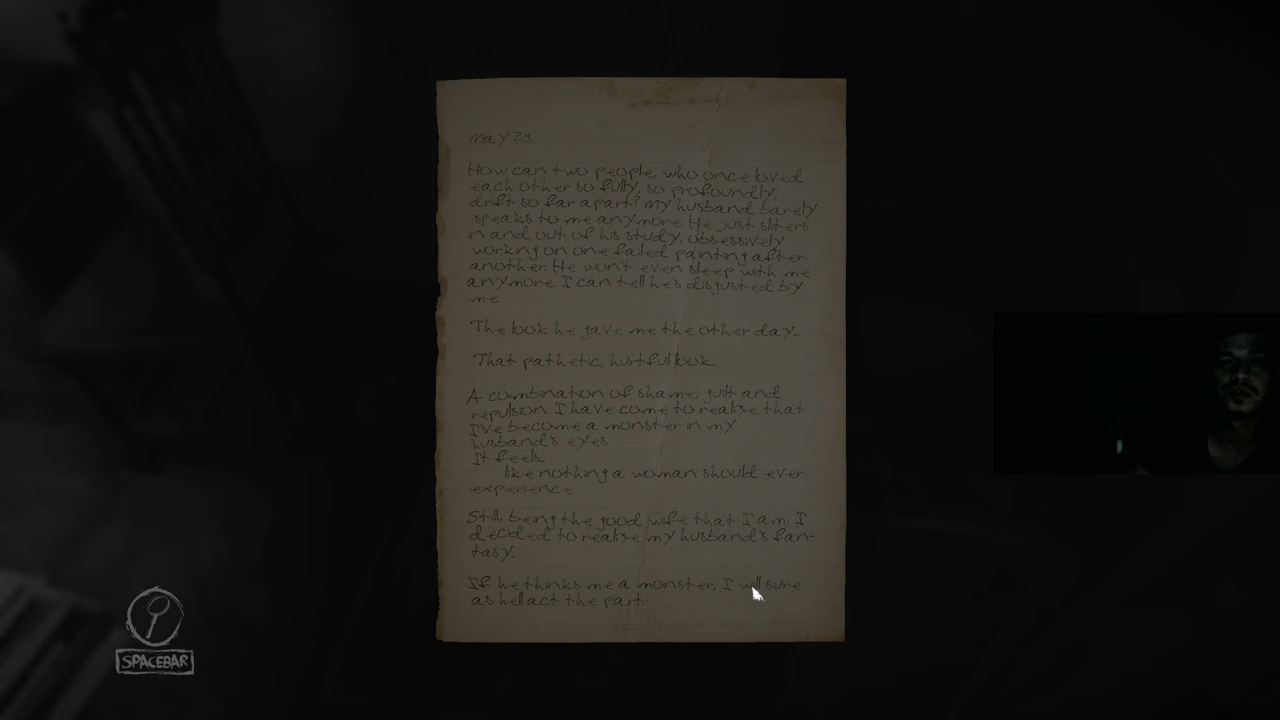 May 23
How can two people, who once loved
each other so fully, so profoundly,
drift so far apart? My husband barely
speaks to me anymore. He just sliters
in and out of his study, obsessively
working on one failed painting after
another. He won't even sleep with me
anymore. I can tell he's disgusted by
me
The look he gave me the other day...
That pathetic, hurtful look.
A combination of shame, guilt and
repulsion. I have come to realize that
I've become a monster in my
husband's eyes.
It feels...
like nothing a woman should ever
experience
Still, being the good wife that I am, I
decided to realize my husband's fan-
tasy.
If he thinks me a monster, I will sure
as hell act the part.
SPACEBAR